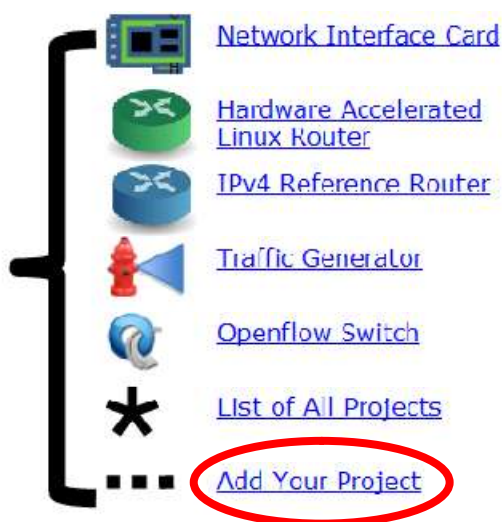 Network Interface Card
Hardware Accelerated
Linux Router
IPv4 Reference Router
Traffic Generator
Openflow Switch
List of All Projects
Add Your Project